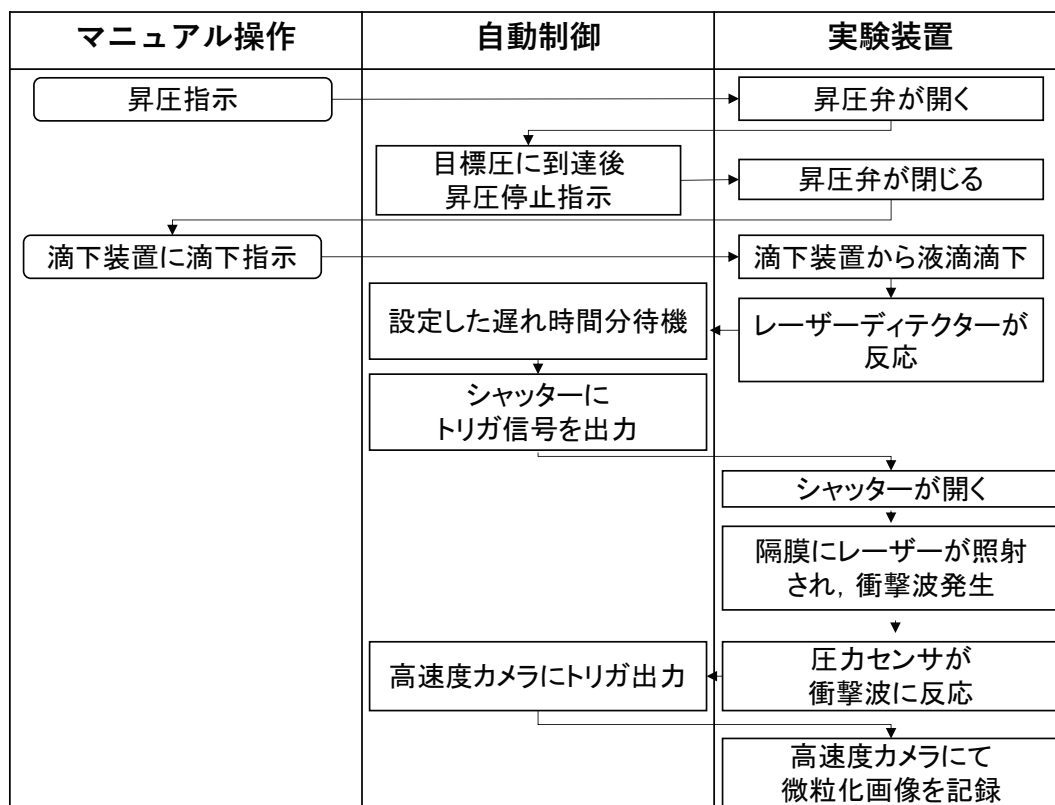 マニュアル操作
自動制御
実験装置
昇圧指示
昇圧弁が開く
目標圧に到達後
昇圧停止指示
昇圧弁が閉じる
滴下装置に滴下指示
滴下装置から液滴滴下
レーザーディテクターが
反応
設定した遅れ時間分待機
シャッターに
トリガ信号を出力
シャッターが開く
隔膜にレーザーが照射
され，衝撃波発生
圧力センサが
衝撃波に反応
高速度カメラにトリガ出力
高速度カメラにて
微粒化画像を記録